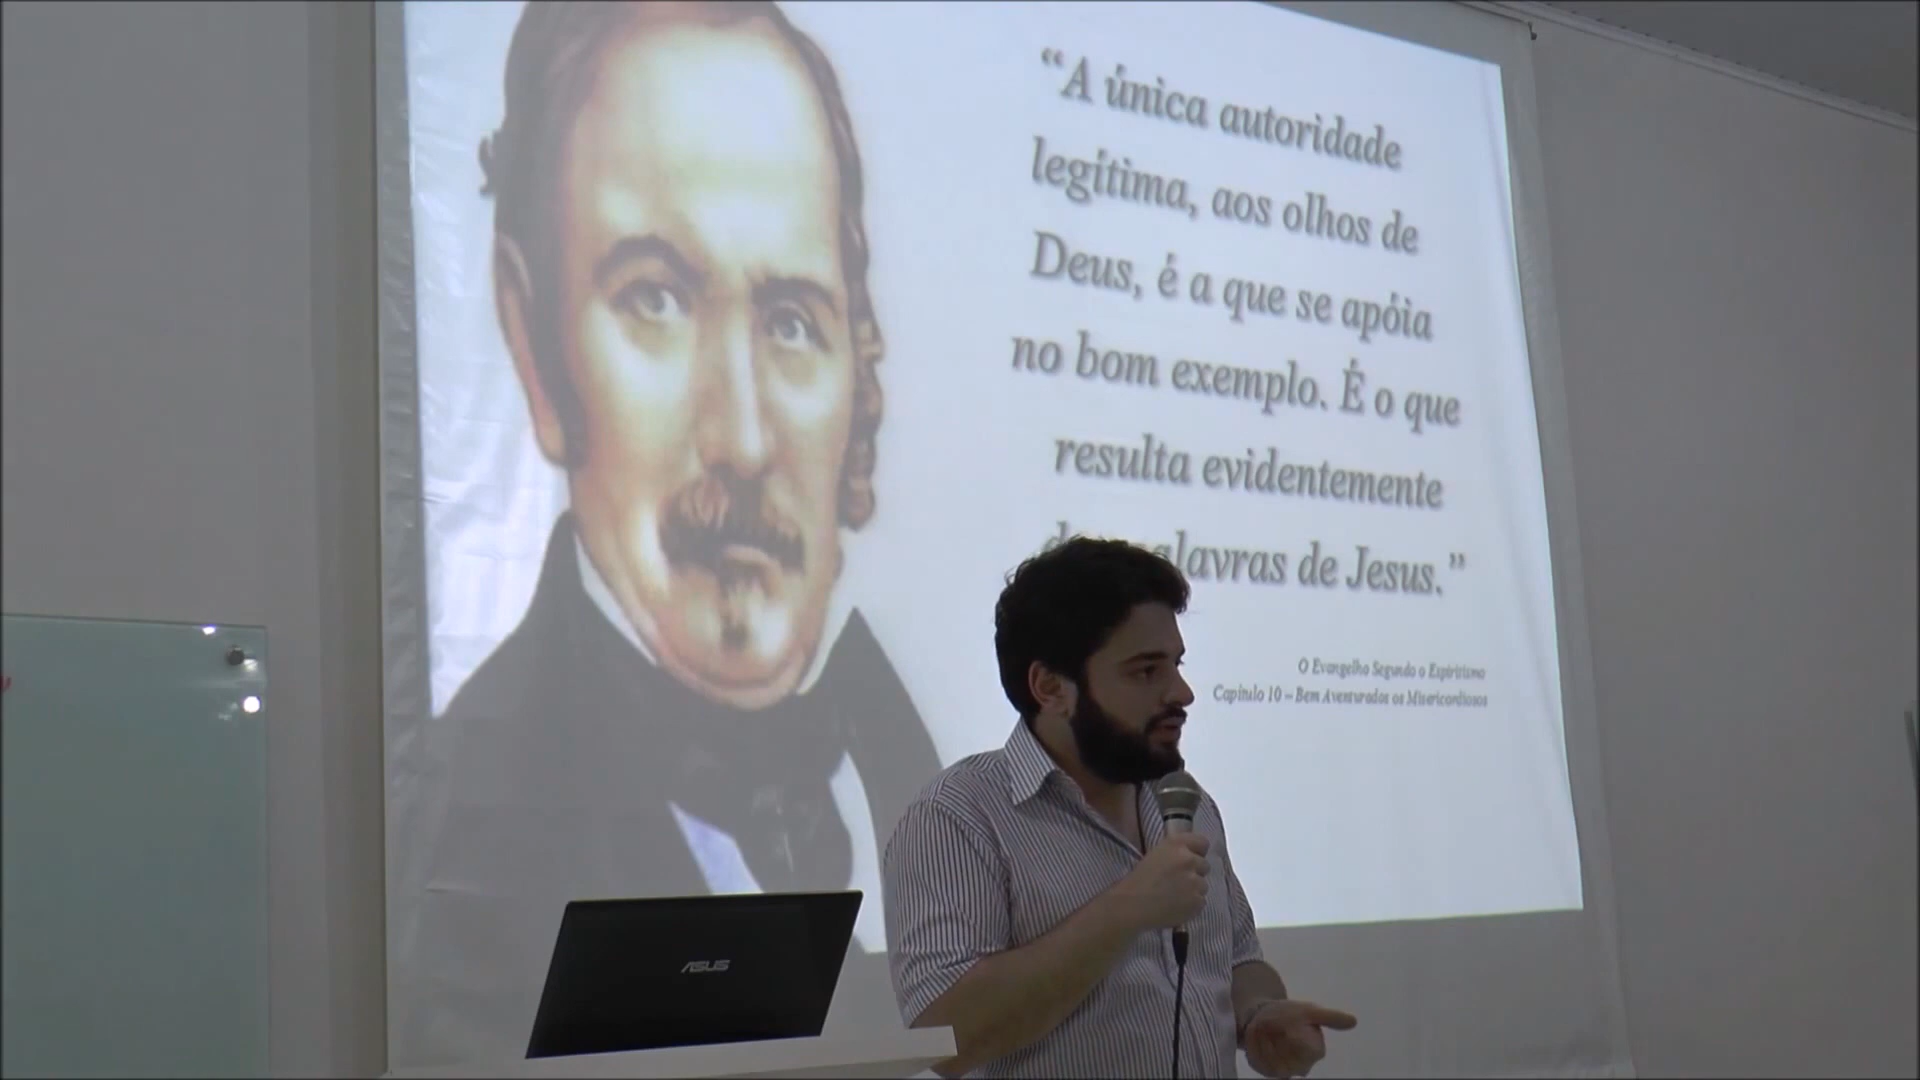 “A única autoridade
legítima, aos olhos de
Deus, é a que se apóia
no bom exemplo. É o que
resulta evidentemente
de Jesus.”
O Evangelho Segundo o Espiritismo
Capítulo 10 – Bem Aventurados os Misericordiosos
ASUS